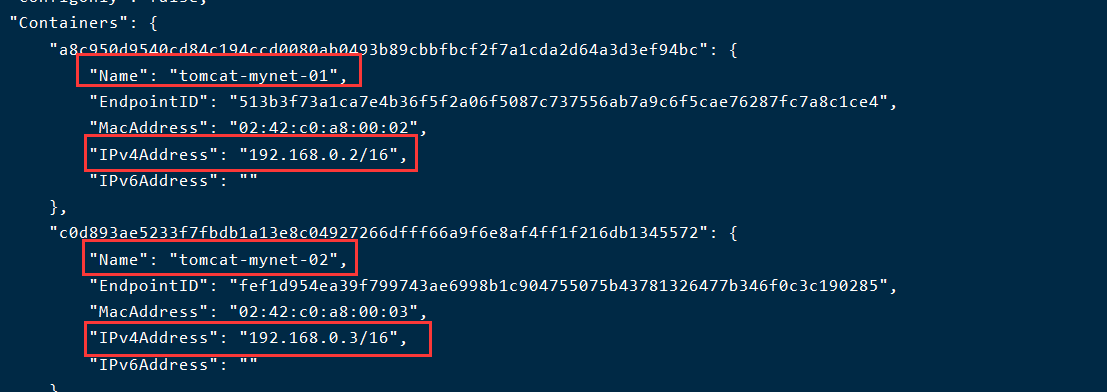 "Containers": {
"a8c950d9540cd84c194ccd0080ab0493b89cbbfbcf2f7a1cda2d64a3d3ef94bc": {
"Name": "tomcat-mynet-01",
"EndpointID": "513b3f73a1ca7e4b36f5f2a06f5087c737556ab7a9c6f5cae76287fc7a8c1ce4",
"MacAddress": "02:42:c0:a8:00:02",
"IPv4Address": "192.168.0.2/16",
"IPv6Address": ""
},
"c0d893ae5233f7fbdb1a13e8c04927266dfff66a9f6e8af4ff1f216db1345572": {
"Name": "tomcat-mynet-02",
"EndpointID": "fef1d954ea39f799743ae6998b1c904755075b43781326477b346f0c3c190285",
"MacAddress": "02:42:c0:a8:00:03",
"IPv4Address": "192.168.0.3/16",
"IPv6Address": ""
}